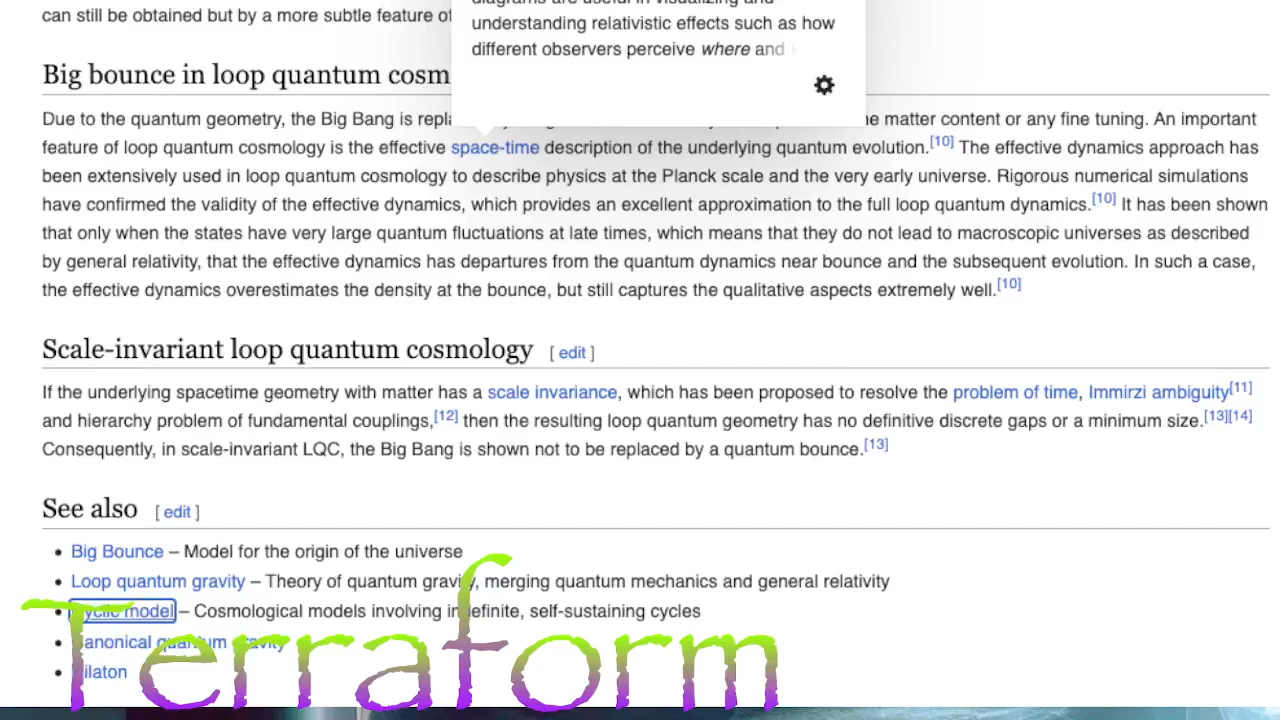 can still be obtained but by a more subtle feature of
understanding relativistic effects such as how
different observers perceive where and
Big bounce in loop quantum cosm
Due to the quantum geometry, the Big Bang is matter content or any fine tuning. An important
feature of loop quantum cosmology is the effective space-time description of the underlying quantum evolution.[10] The effective dynamics approach has
been extensively used in loop quantum cosmology to describe physics at the Planck scale and the very early universe. Rigorous numerical simulations
have confirmed the validity of the effective dynamics, which provides an excellent approximation to the full loop quantum dynamics.[10] It has been shown
that only when the states have very large quantum fluctuations at late times, which means that they do not lead to macroscopic universes as described
by general relativity, that the effective dynamics has departures from the quantum dynamics near bounce and the subsequent evolution. In such a case,
the effective dynamics overestimates the density at the bounce, but still captures the qualitative aspects extremely well.[10]
Scale-invariant loop quantum cosmology [ edit ]
If the underlying spacetime geometry with matter has a scale invariance, which has been proposed to resolve the problem of time, Immirzi ambiguity[11]
and hierarchy problem of fundamental couplings,[12] then the resulting loop quantum geometry has no definitive discrete gaps or a minimum size.[13][14]
Consequently, in scale-invariant LQC, the Big Bang is shown not to be replaced by a quantum bounce.[13]
See also [ edit ]
• Big Bounce – Model for the origin of the universe
• Loop quantum gravity – Theory of quantum gravity, merging quantum mechanics and general relativity
• Cyclic model – Cosmological models involving indefinite, self-sustaining cycles
• Canonical quantum gravity
• Dilaton
Terraform